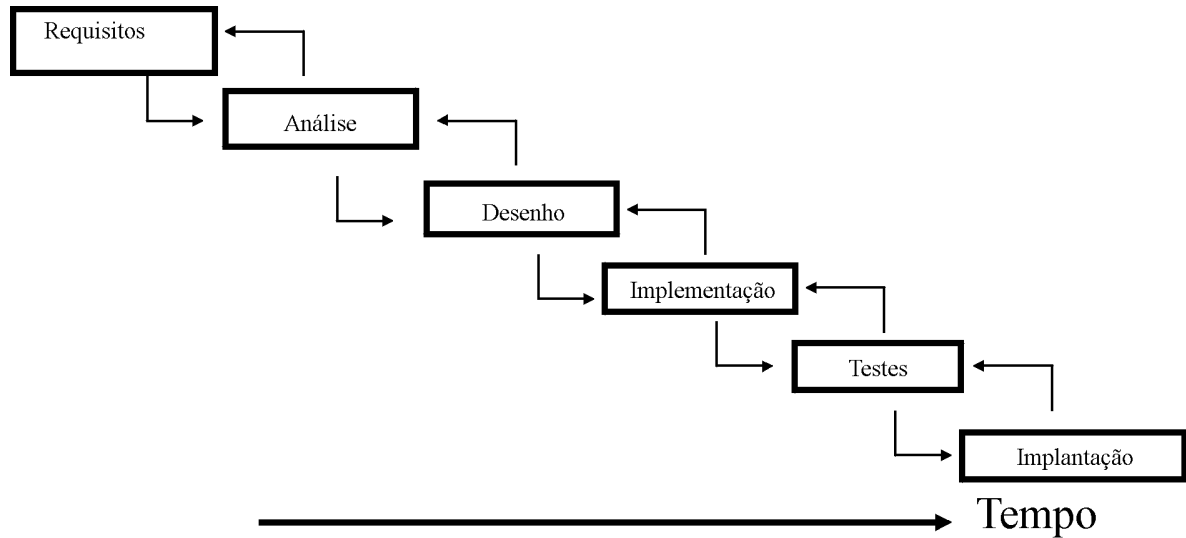 Requisitos
Análise
Desenho
Implementação
Testes
Implantação
Tempo